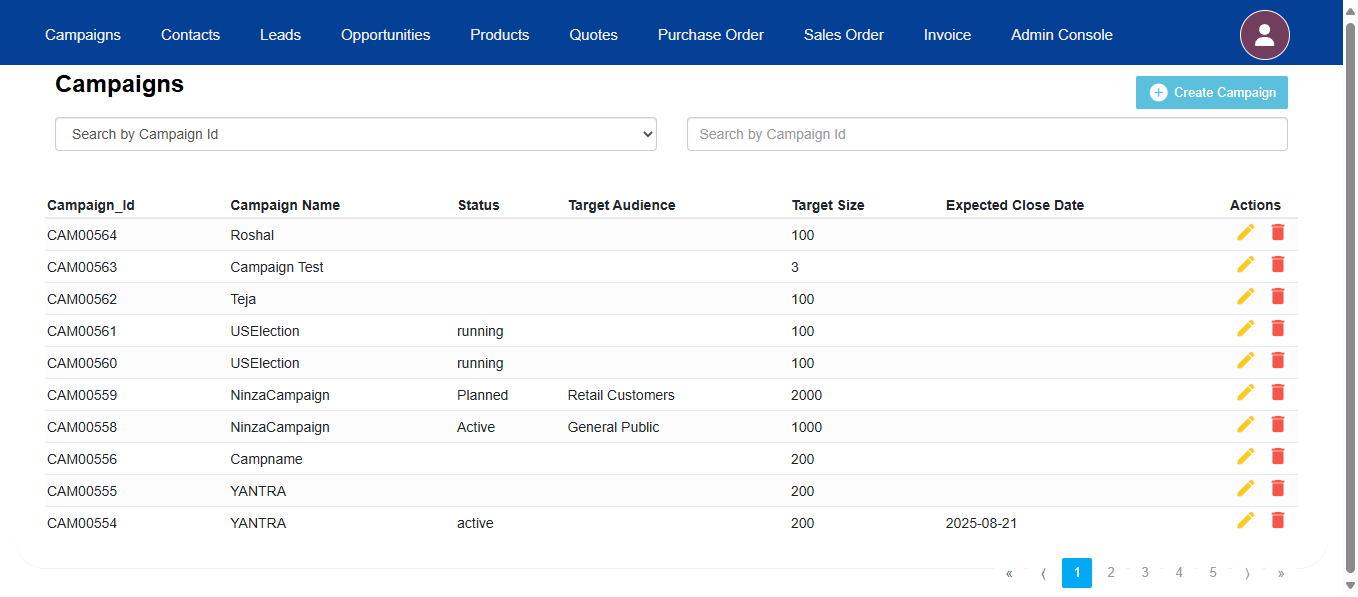 Campaigns Contacts Leads Opportunities Products Quotes Purchase Order Sales Order Invoice Admin Console
Campaigns
Create Campaign
Search by Campaign Id Search by Campaign Id
Campaign_Id Campaign Name Status Target Audience Target Size Expected Close Date Actions
CAM00564 Roshal 100
CAM00563 Campaign Test 3
CAM00562 Teja 100
CAM00561 USElection running 100
CAM00560 USElection running 100
CAM00559 NinzaCampaign Planned Retail Customers 2000
CAM00558 NinzaCampaign Active General Public 1000
CAM00556 Campname 200
CAM00555 YANTRA 200
CAM00554 YANTRA active 200 2025-08-21
« ⟨ 1 2 3 4 5 ⟩ »